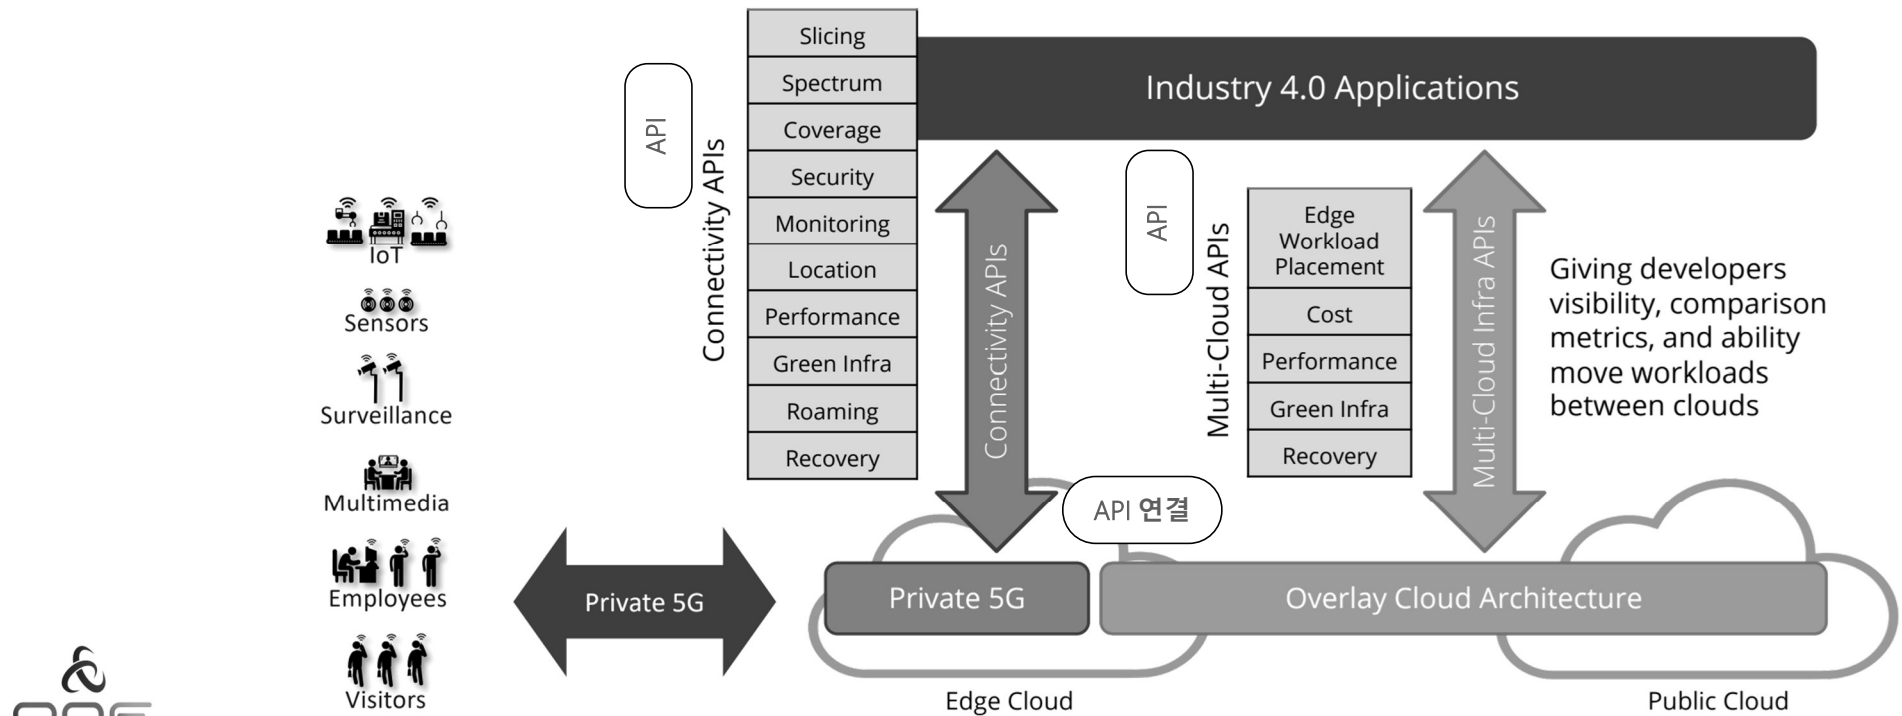 Slicing
Spectrum
Coverage
Security
Monitoring
Location
Performance
Green Infra
Roaming
Recovery
Connectivity APIs
API
Industry 4.0 Applications
Connectivity APIs
API
Multi-Cloud APIs
Edge
Workload
Placement
Cost
Performance
Green Infra
Recovery
Multi-Cloud Infra APIs
Giving developers
visibility, comparison
metrics, and ability
move workloads
between clouds
IoT
Sensors
Surveillance
Multimedia
Employees
Visitors
Private 5G
API 연결
Private 5G
Overlay Cloud Architecture
Edge Cloud
Public Cloud